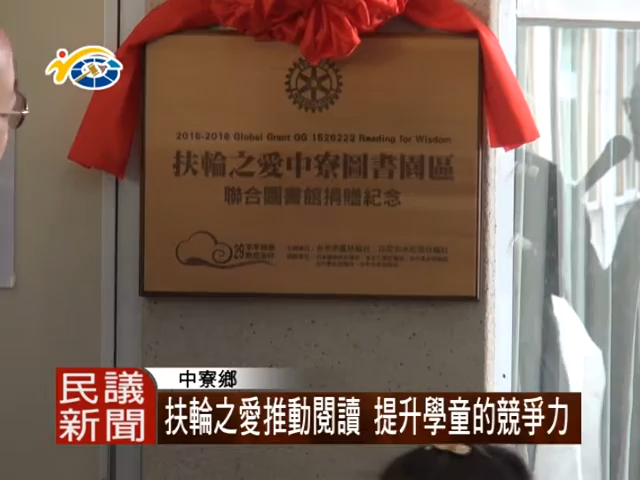 2016-2018 Global Grant GG 1526222 Reading for Wisdom
扶輪之愛中寮圖書園區
聯合圖書館捐贈紀念
29
中寮鄉
民議新聞
扶輪之愛推動閱讀 提升學童的競爭力